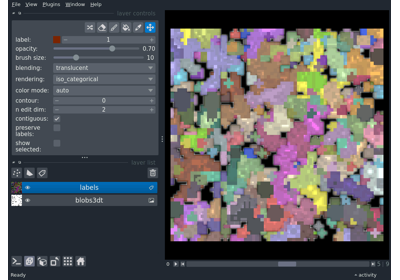 File View Plugins Window Help
layer controls
label: 1
opacity: 0.70
brush size: 10
blending: translucent
rendering: iso_categorical
color mode: auto
contour: 0
n edit dim: 2
contiguous:
preserve
labels:
show
selected:
layer list
labels
blobs3dt
Ready
activity